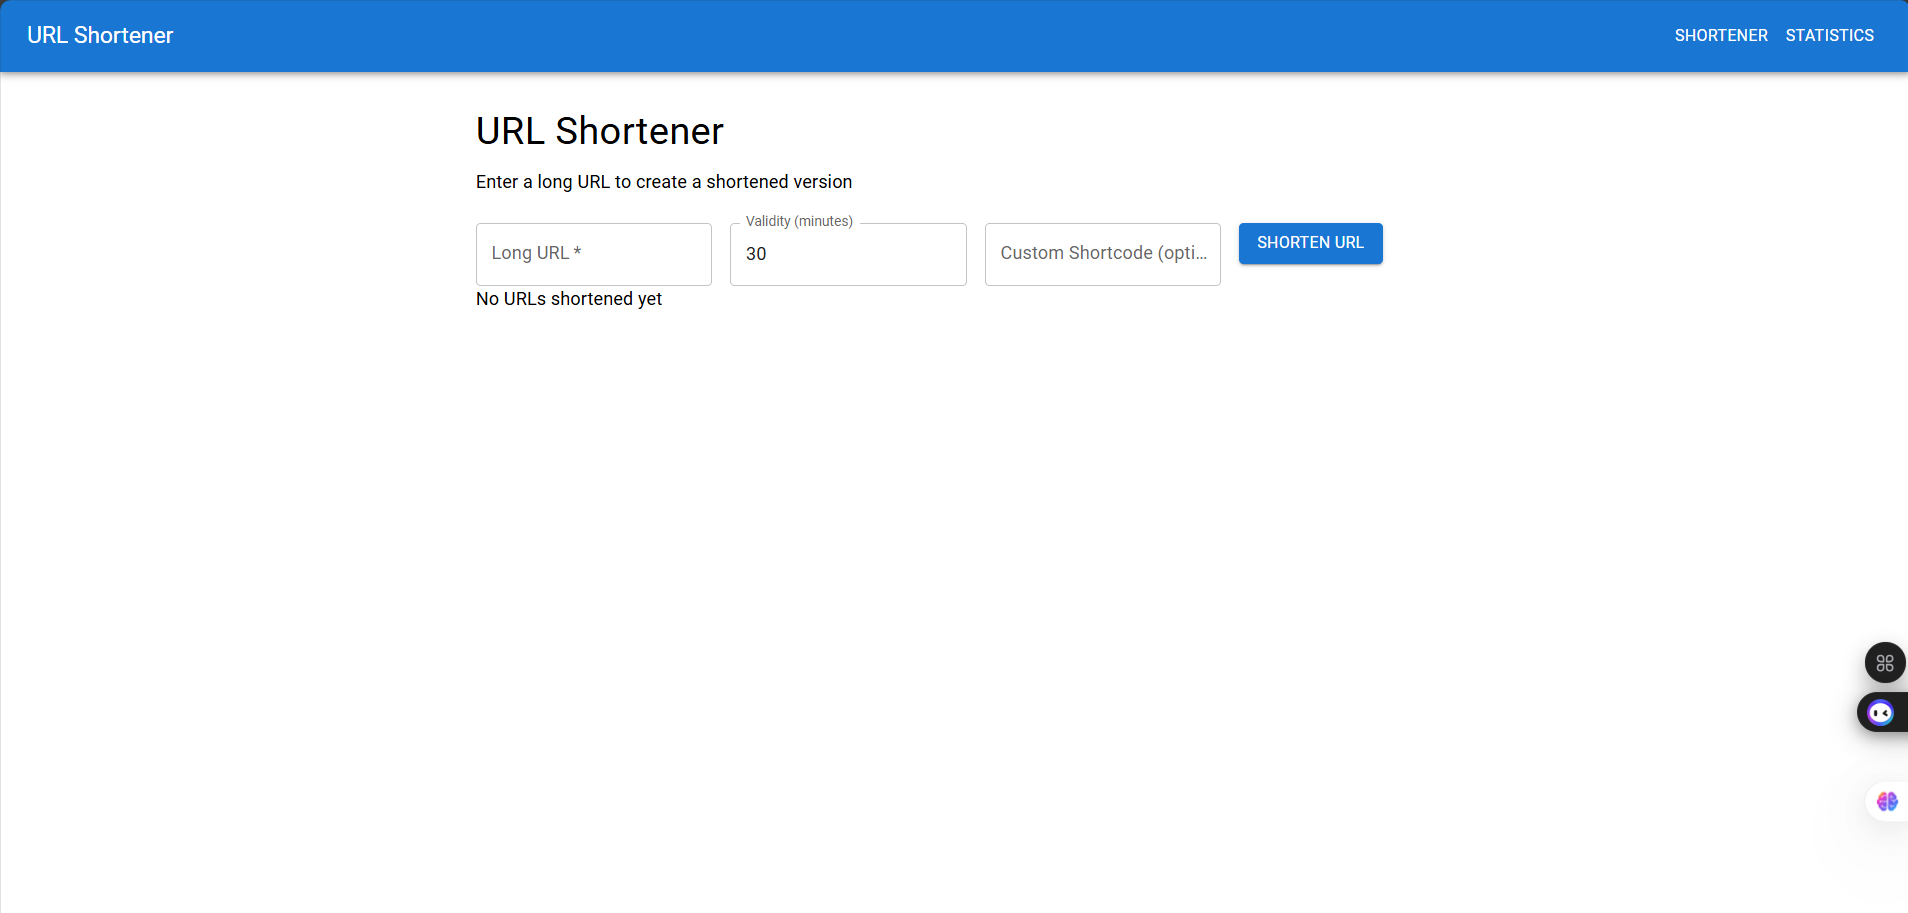 URL Shortener
SHORTENER STATISTICS
URL Shortener
Enter a long URL to create a shortened version
Validity (minutes)
Long URL * 30 Custom Shortcode (opti... SHORTEN URL
No URLs shortened yet